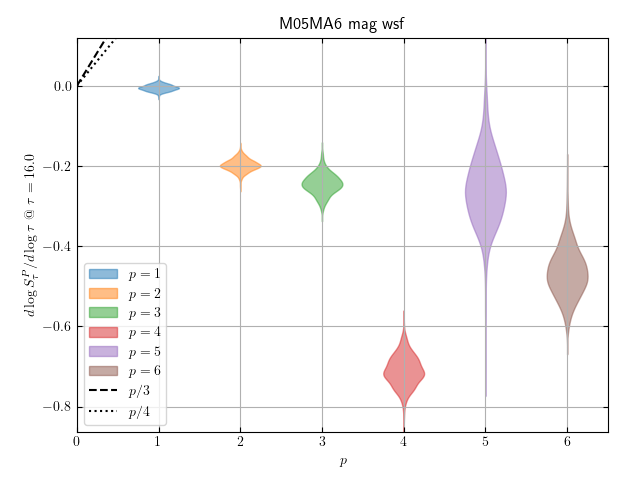 M05MA6 mag wsf
d log S_τ^P / d log τ @ τ = 16.0
0.0
−0.2
−0.4
−0.6
−0.8
p = 1
p = 2
p = 3
p = 4
p = 5
p = 6
p/3
p/4
0 1 2 3 4 5 6
p